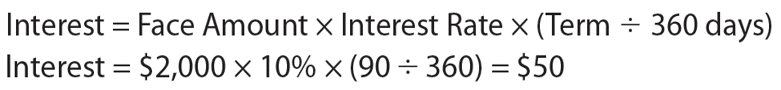 Interest = Face Amount × Interest Rate × (Term ÷ 360 days)
Interest = $2,000 × 10% × (90 ÷ 360) = $50